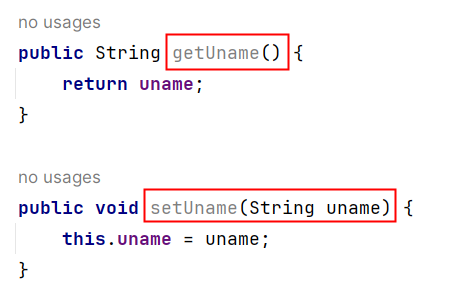 no usages
public String getUname() {
    return uname;
}
no usages
public void setUname(String uname) {
    this.uname = uname;
}